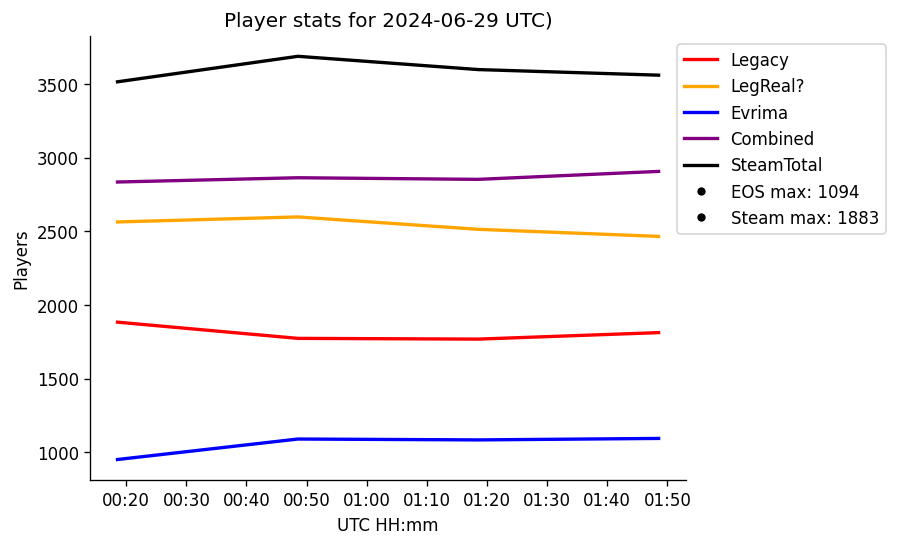 Player stats for 2024-06-29 UTC)
Legacy
LegReal?
Evrima
Combined
SteamTotal
EOS max: 1094
Steam max: 1883
Players
3500
3000
2500
2000
1500
1000
00:20 00:30 00:40 00:50 01:00 01:10 01:20 01:30 01:40 01:50
UTC HH:mm